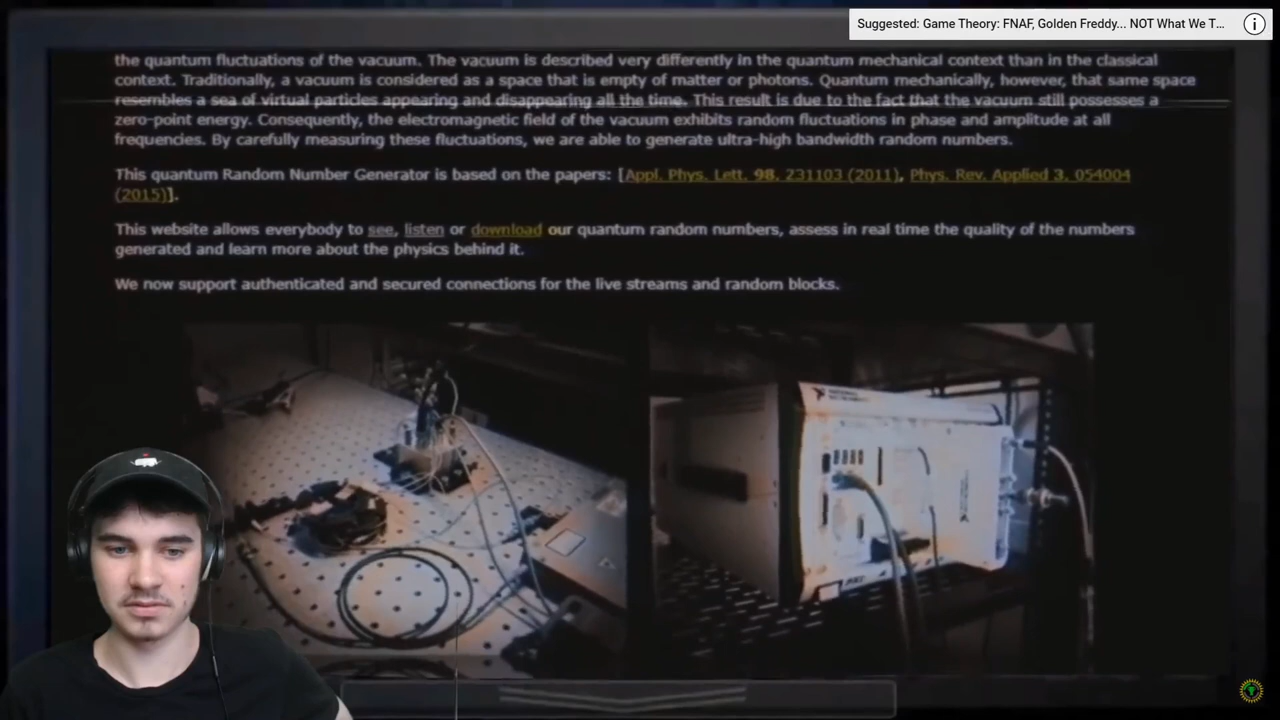 Suggested: Game Theory: FNAF, Golden Freddy... NOT What We T...
the quantum fluctuations of the vacuum. The vacuum is described very differently in the quantum mechanical context than in the classical
context. Traditionally, a vacuum is considered as a space that is empty of matter or photons. Quantum mechanically, however, that same space
resembles a sea of virtual particles appearing and disappearing all the time. This result is due to the fact that the vacuum still possesses a
zero-point energy. Consequently, the electromagnetic field of the vacuum exhibits random fluctuations in phase and amplitude at all
frequencies. By carefully measuring these fluctuations, we are able to generate ultra-high bandwidth random numbers.
This quantum Random Number Generator is based on the papers: [Appl. Phys. Lett. 98, 231103 (2011), Phys. Rev. Applied 3, 054004
(2015)].
This website allows everybody to see, listen or download our quantum random numbers, assess in real time the quality of the numbers
generated and learn more about the physics behind it.
We now support authenticated and secured connections for the live streams and random blocks.